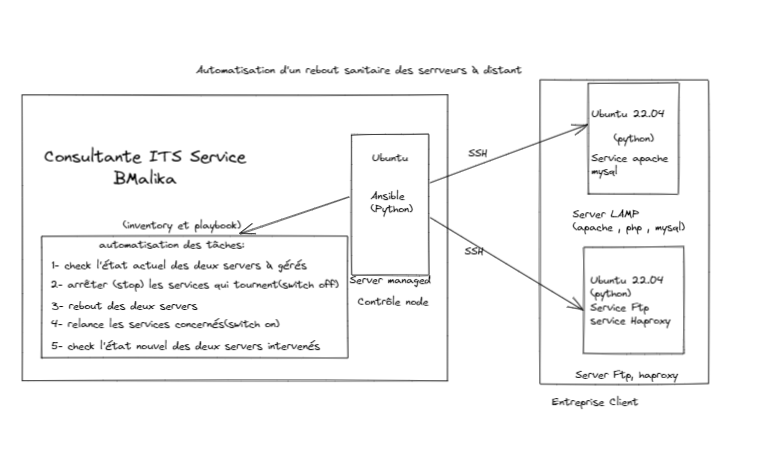 Automatisation d'un rebout sanitaire des serrveurs à distant
Consultante ITS Service
BMalika
Ubuntu
Ansible
(Python)
Server managed
Contrôle node
(inventory et playbook)
automatisation des tâches:
1- check l'état actuel des deux servers à gérés
2- arrêter (stop) les services qui tournent(switch off)
3- rebout des deux servers
4- relance les services concernés(switch on)
5- check l'état nouvel des deux servers intervenés
SSH
SSH
Ubuntu 22.04
(python)
Service apache
mysql
Server LAMP
(apache , php , mysql)
Ubuntu 22.04
(python)
Service Ftp
service Haproxy
Server Ftp, haproxy
Entreprise Client